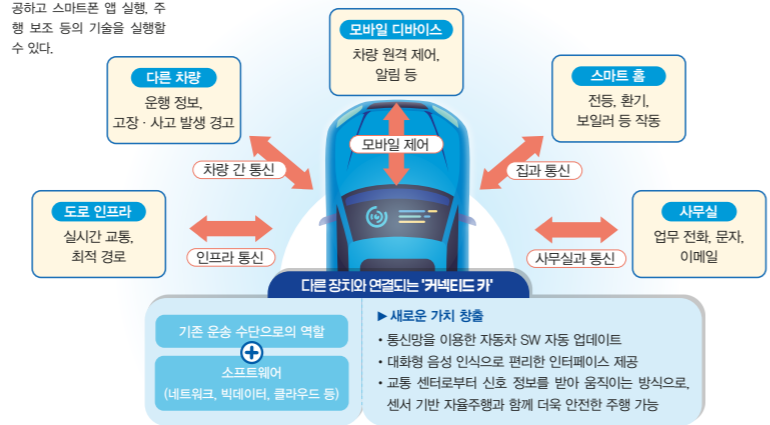 공하고 스마트폰 앱 실행, 주
행 보조 등의 기술을 실행할
수 있다.
모바일 디바이스
차량 원격 제어,
알림 등
다른 차량
운행 정보,
고장 · 사고 발생 경고
스마트 홈
전등, 환기,
보일러 등 작동
모바일 제어
차량 간 통신
집과 통신
도로 인프라
실시간 교통,
최적 경로
사무실
업무 전화, 문자,
이메일
인프라 통신
사무실과 통신
다른 장치와 연결되는 '커넥티드 카'
기존 운송 수단으로의 역할
소프트웨어
(네트워크, 빅데이터, 클라우드 등)
▶ 새로운 가치 창출
• 통신망을 이용한 자동차 SW 자동 업데이트
• 대화형 음성 인식으로 편리한 인터페이스 제공
• 교통 센터로부터 신호 정보를 받아 움직이는 방식으로,
센서 기반 자율주행과 함께 더욱 안전한 주행 가능